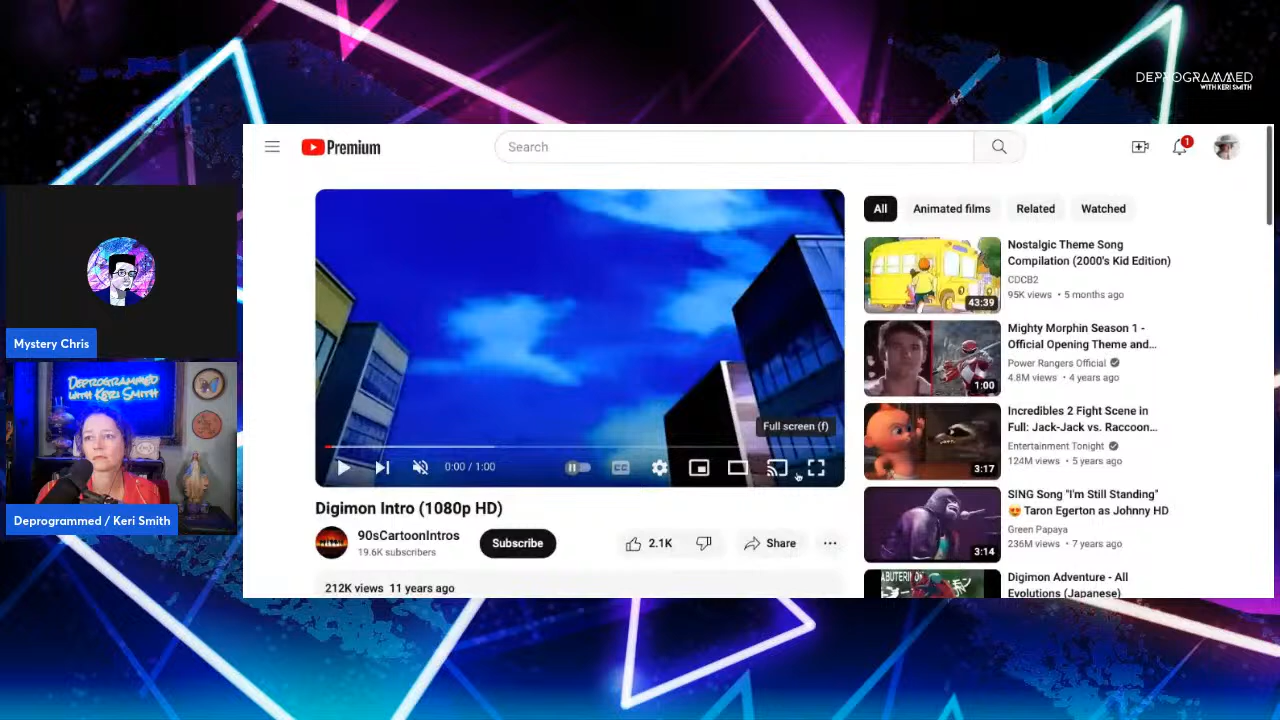 DEPROGRAMMED
WITH KERI SMITH
Premium
Search
1
All
Animated films
Related
Watched
Nostalgic Theme Song
Compilation (2000's Kid Edition)
CDCB2
95K views • 5 months ago
43:39
Mighty Morphin Season 1 -
Official Opening Theme and...
Power Rangers Official
4.8M views • 4 years ago
1:00
Incredibles 2 Fight Scene in
Full: Jack-Jack vs. Raccoon...
Entertainment Tonight
124M views • 5 years ago
3:17
SING Song "I'm Still Standing"
😍 Taron Egerton as Johnny HD
Green Papaya
236M views • 7 years ago
3:14
Digimon Adventure - All
Evolutions (Japanese)
Full screen (f)
0:00 / 1:00
CC
Digimon Intro (1080p HD)
90sCartoonIntros
19.6K subscribers
Subscribe
2.1K
Share
212K views 11 years ago
Mystery Chris
DEPROGRAMMED
WITH KERI SMITH
Deprogrammed / Keri Smith